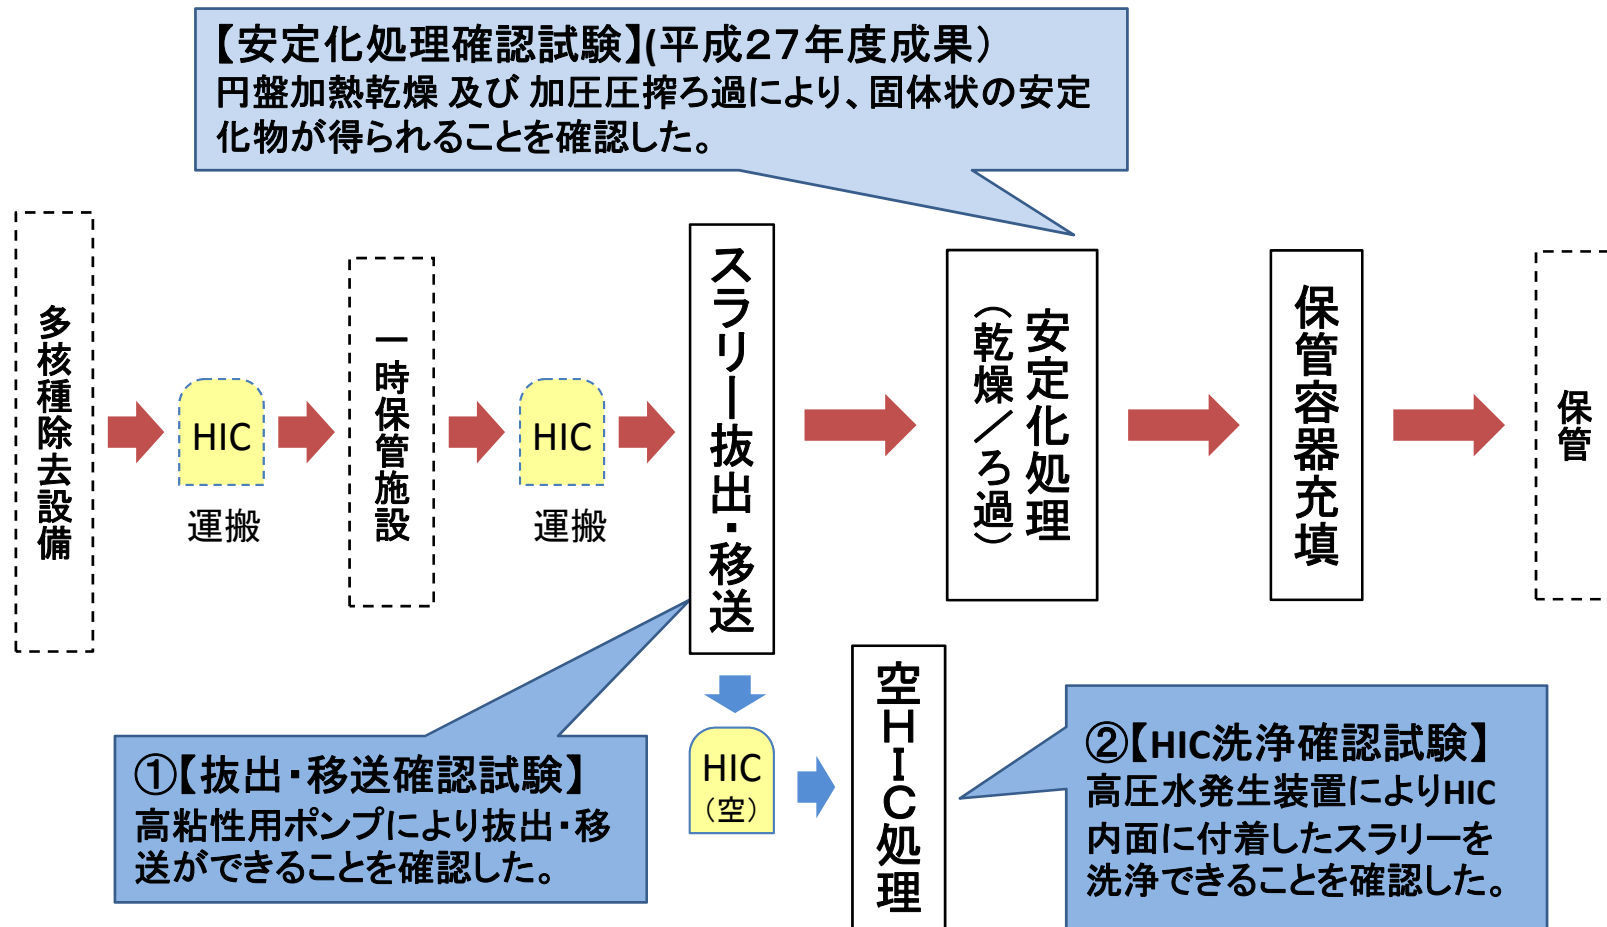 【安定化処理確認試験】(平成27年度成果）
円盤加熱乾燥 及び 加圧圧搾ろ過により、固体状の安定
化物が得られることを確認した。
多核種除去設備
HIC
運搬
一時保管施設
HIC
運搬
スラリー抜出・移送
安定化処理
（乾燥／ろ過）
保管容器充填
保管
①【抜出・移送確認試験】
高粘性用ポンプにより抜出・移
送ができることを確認した。
HIC
（空）
空ＨＩＣ処理
②【HIC洗浄確認試験】
高圧水発生装置によりHIC
内面に付着したスラリーを
洗浄できることを確認した。